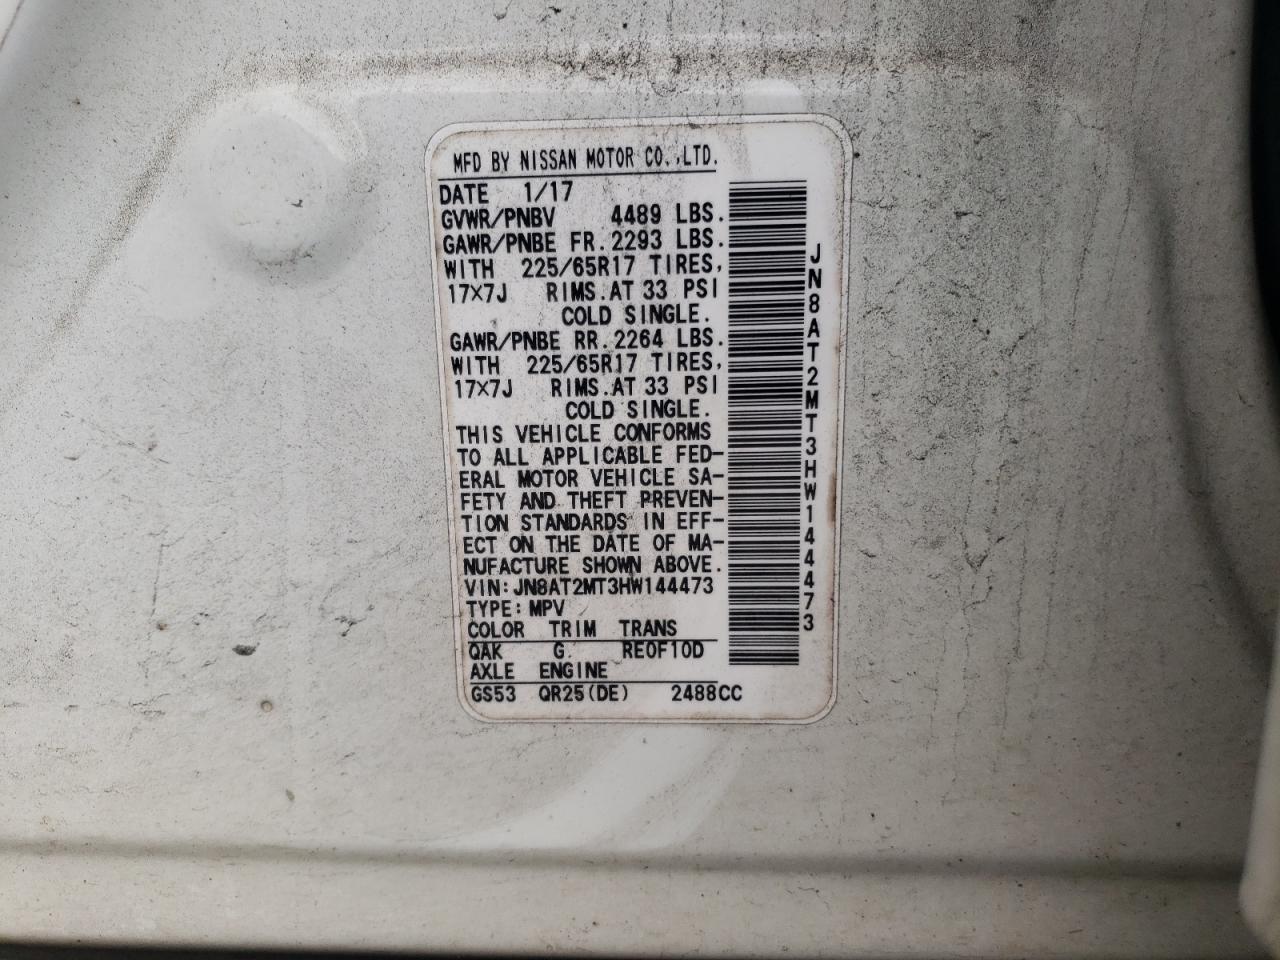 MFD BY NISSAN MOTOR CO.,LTD.
DATE 1/17
GVWR/PNBV 4489 LBS.
GAWR/PNBE FR. 2293 LBS.
WITH 225/65R17 TIRES,
17×7J RIMS.AT 33 PSI
COLD SINGLE.
GAWR/PNBE RR. 2264 LBS.
WITH 225/65R17 TIRES,
17×7J RIMS.AT 33 PSI
COLD SINGLE.
THIS VEHICLE CONFORMS
TO ALL APPLICABLE FED-
ERAL MOTOR VEHICLE SA-
FETY AND THEFT PREVEN-
TION STANDARDS IN EFF-
ECT ON THE DATE OF MA-
NUFACTURE SHOWN ABOVE.
VIN:JN8AT2MT3HW144473
TYPE:MPV
COLOR TRIM TRANS
QAK G. RE0F10D
AXLE ENGINE
GS53 QR25(DE) 2488CC
JN8AT2MT3HW144473